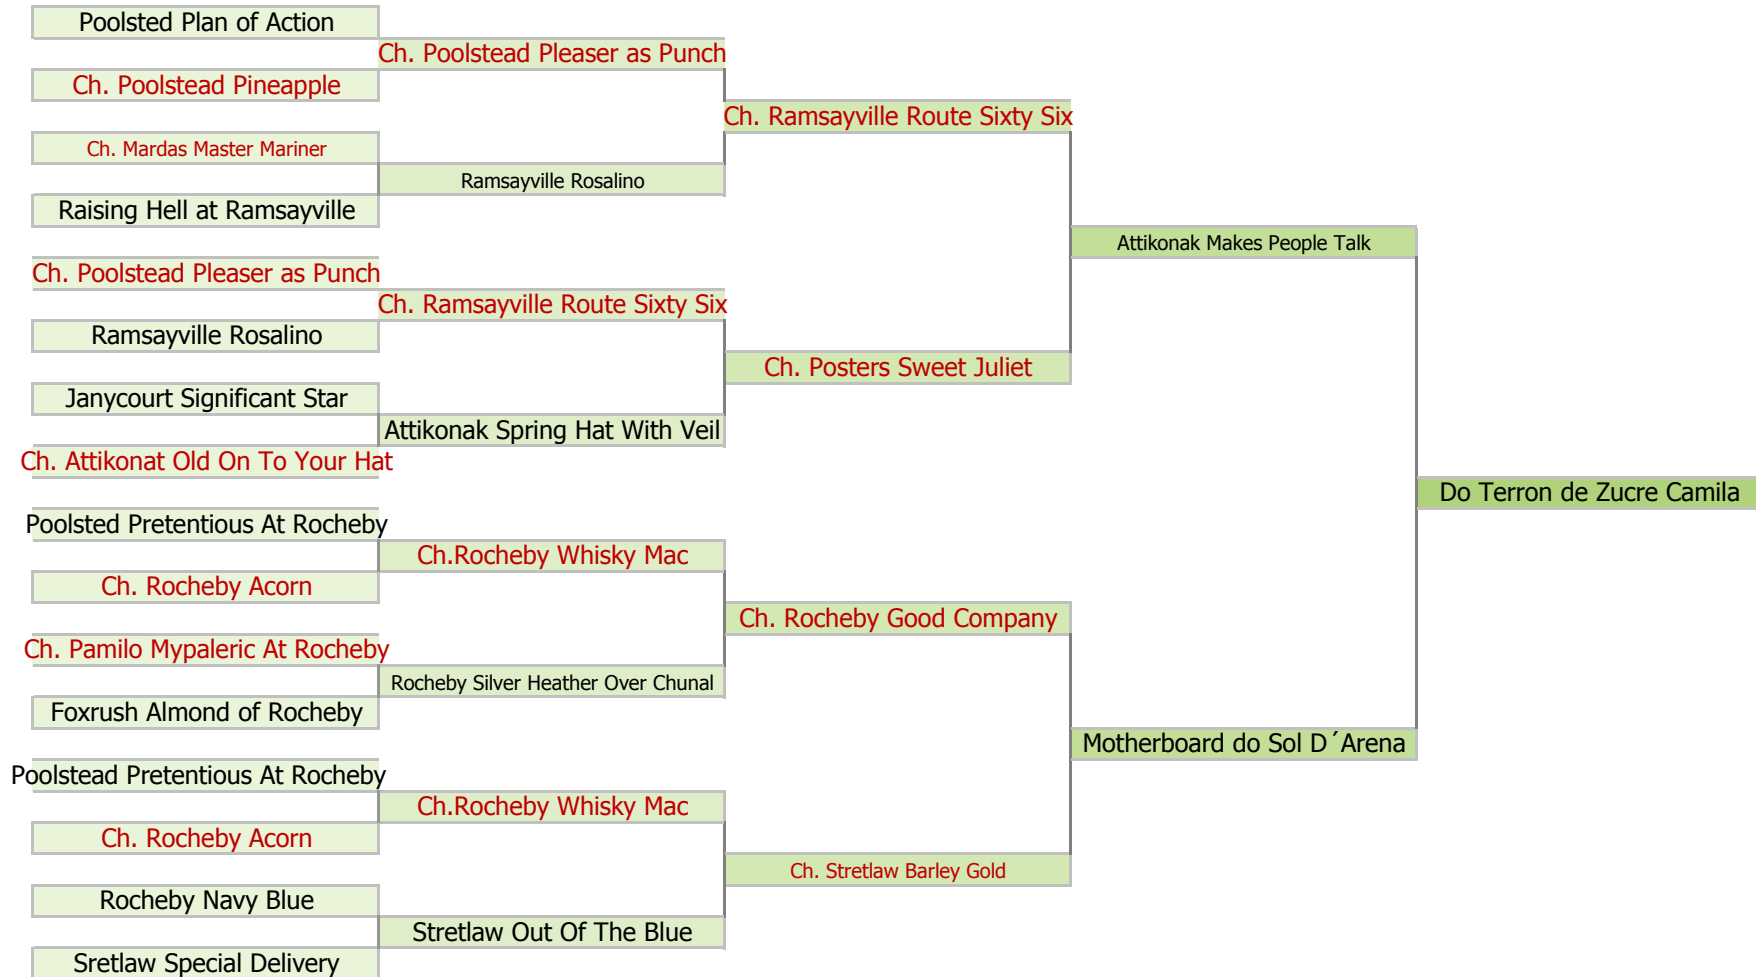 Poolsted Plan of Action
Ch. Poolstead Pleaser as Punch
Ch. Poolstead Pineapple
Ch. Ramsayville Route Sixty Six
Ch. Mardas Master Mariner
Ramsayville Rosalino
Raising Hell at Ramsayville
Attikonak Makes People Talk
Ch. Poolstead Pleaser as Punch
Ch. Ramsayville Route Sixty Six
Ramsayville Rosalino
Ch. Posters Sweet Juliet
Janycourt Significant Star
Attikonak Spring Hat With Veil
Ch. Attikonat Old On To Your Hat
Do Terron de Zucre Camila
Poolsted Pretentious At Rocheby
Ch.Rocheby Whisky Mac
Ch. Rocheby Acorn
Ch. Rocheby Good Company
Ch. Pamilo Mypaleric At Rocheby
Rocheby Silver Heather Over Chunal
Foxrush Almond of Rocheby
Motherboard do Sol D´Arena
Poolstead Pretentious At Rocheby
Ch.Rocheby Whisky Mac
Ch. Rocheby Acorn
Ch. Stretlaw Barley Gold
Rocheby Navy Blue
Stretlaw Out Of The Blue
Sretlaw Special Delivery